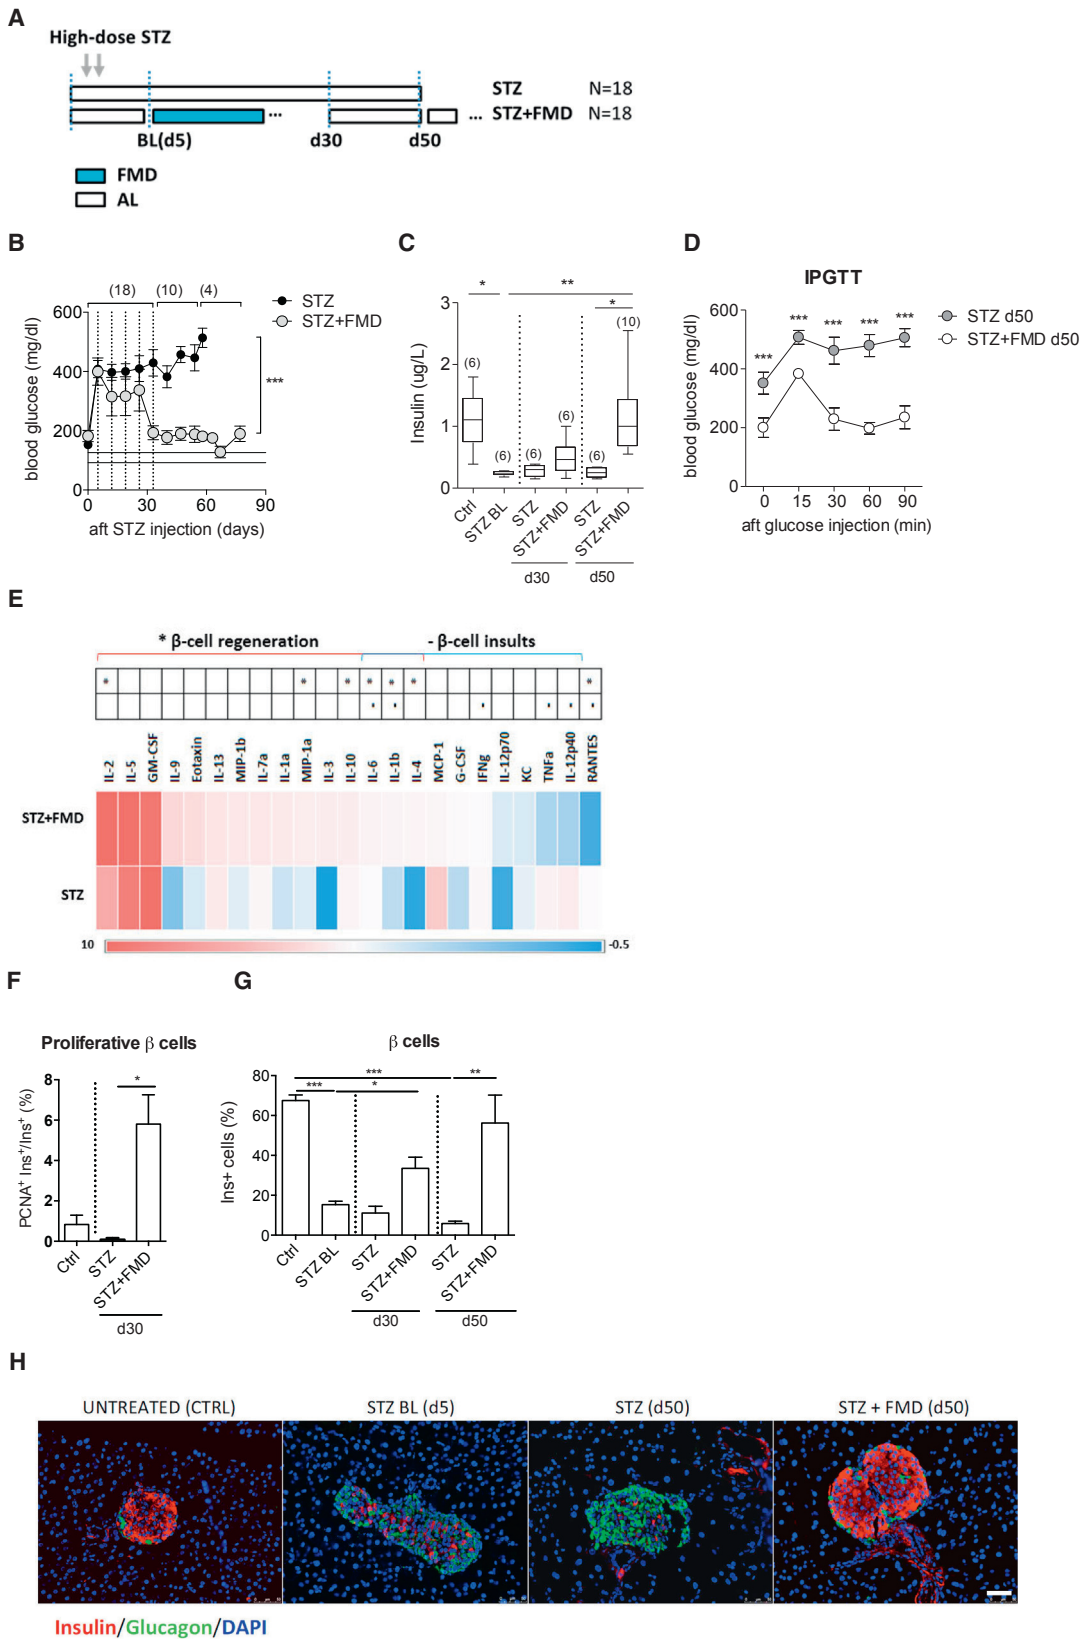 A
High-dose STZ
STZ N=18
... STZ+FMD N=18
BL(d5) d30 d50
FMD
AL
B
(18) (10) (4)
STZ
STZ+FMD
600
400
200
0
***
0 30 60 90
blood glucose (mg/dl)
aft STZ injection (days)
C
* **
*
3
2
1
0
(6) (6) (6) (6) (6) (10)
Insulin (ug/L)
Ctrl STZ BL STZ STZ+FMD STZ STZ+FMD
d30 d50
D
IPGTT
STZ d50
STZ+FMD d50
600
400
200
0
*** *** *** *** ***
0 15 30 60 90
blood glucose (mg/dl)
aft glucose injection (min)
E
* β-cell regeneration - β-cell insults
* * * * * * *
- - - - - -
IL-2 IL-5 GM-CSF IL-9 Eotaxin IL-13 MIP-1b IL-7a IL-1a MIP-1a IL-3 IL-10 IL-6 IL-1b IL-4 MCP-1 G-CSF IFNg IL-12p70 KC TNFa IL-12p40 RANTES
STZ+FMD
STZ
10 -0.5
F
Proliferative β cells
8
6
4
2
0
*
PCNA+ Ins+/Ins+ (%)
Ctrl STZ STZ+FMD
d30
G
β cells
80
60
40
20
0
*** **
*** *
Ins+ cells (%)
Ctrl STZ BL STZ STZ+FMD STZ STZ+FMD
d30 d50
H
UNTREATED (CTRL) STZ BL (d5) STZ (d50) STZ + FMD (d50)
Insulin/Glucagon/DAPI